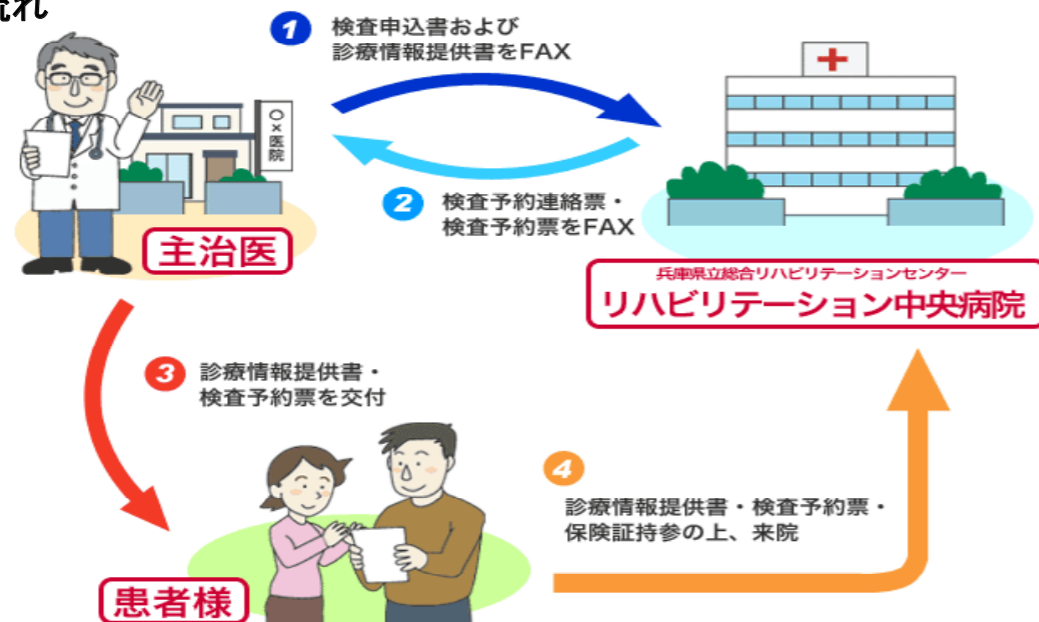 流れ
1 検査申込書および
診療情報提供書をFAX
○×医院
2 検査予約連絡票・
検査予約票をFAX
主治医
兵庫県立総合リハビリテーションセンター
リハビリテーション中央病院
3 診療情報提供書・
検査予約票を交付
4
診療情報提供書・検査予約票・
保険証持参の上、来院
患者様